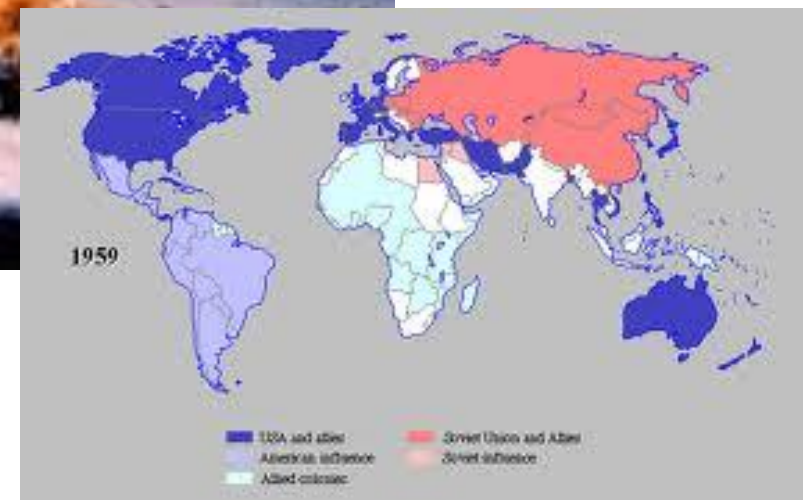 1959
USA and allies
American influence
Allied colonies
Soviet Union and Allies
Soviet influence